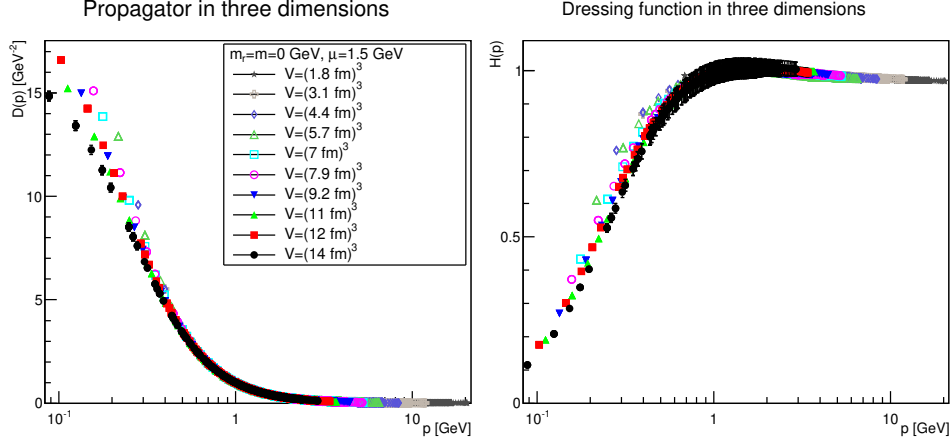 Propagator in three dimensions
D(p) [GeV⁻²]
m_r=m=0 GeV, μ=1.5 GeV
V=(1.8 fm)³
V=(3.1 fm)³
V=(4.4 fm)³
V=(5.7 fm)³
V=(7 fm)³
V=(7.9 fm)³
V=(9.2 fm)³
V=(11 fm)³
V=(12 fm)³
V=(14 fm)³
15
10
5
0
10⁻¹
1
10
p [GeV]
Dressing function in three dimensions
H(p)
1
0.5
0
10⁻¹
1
10
p [GeV]